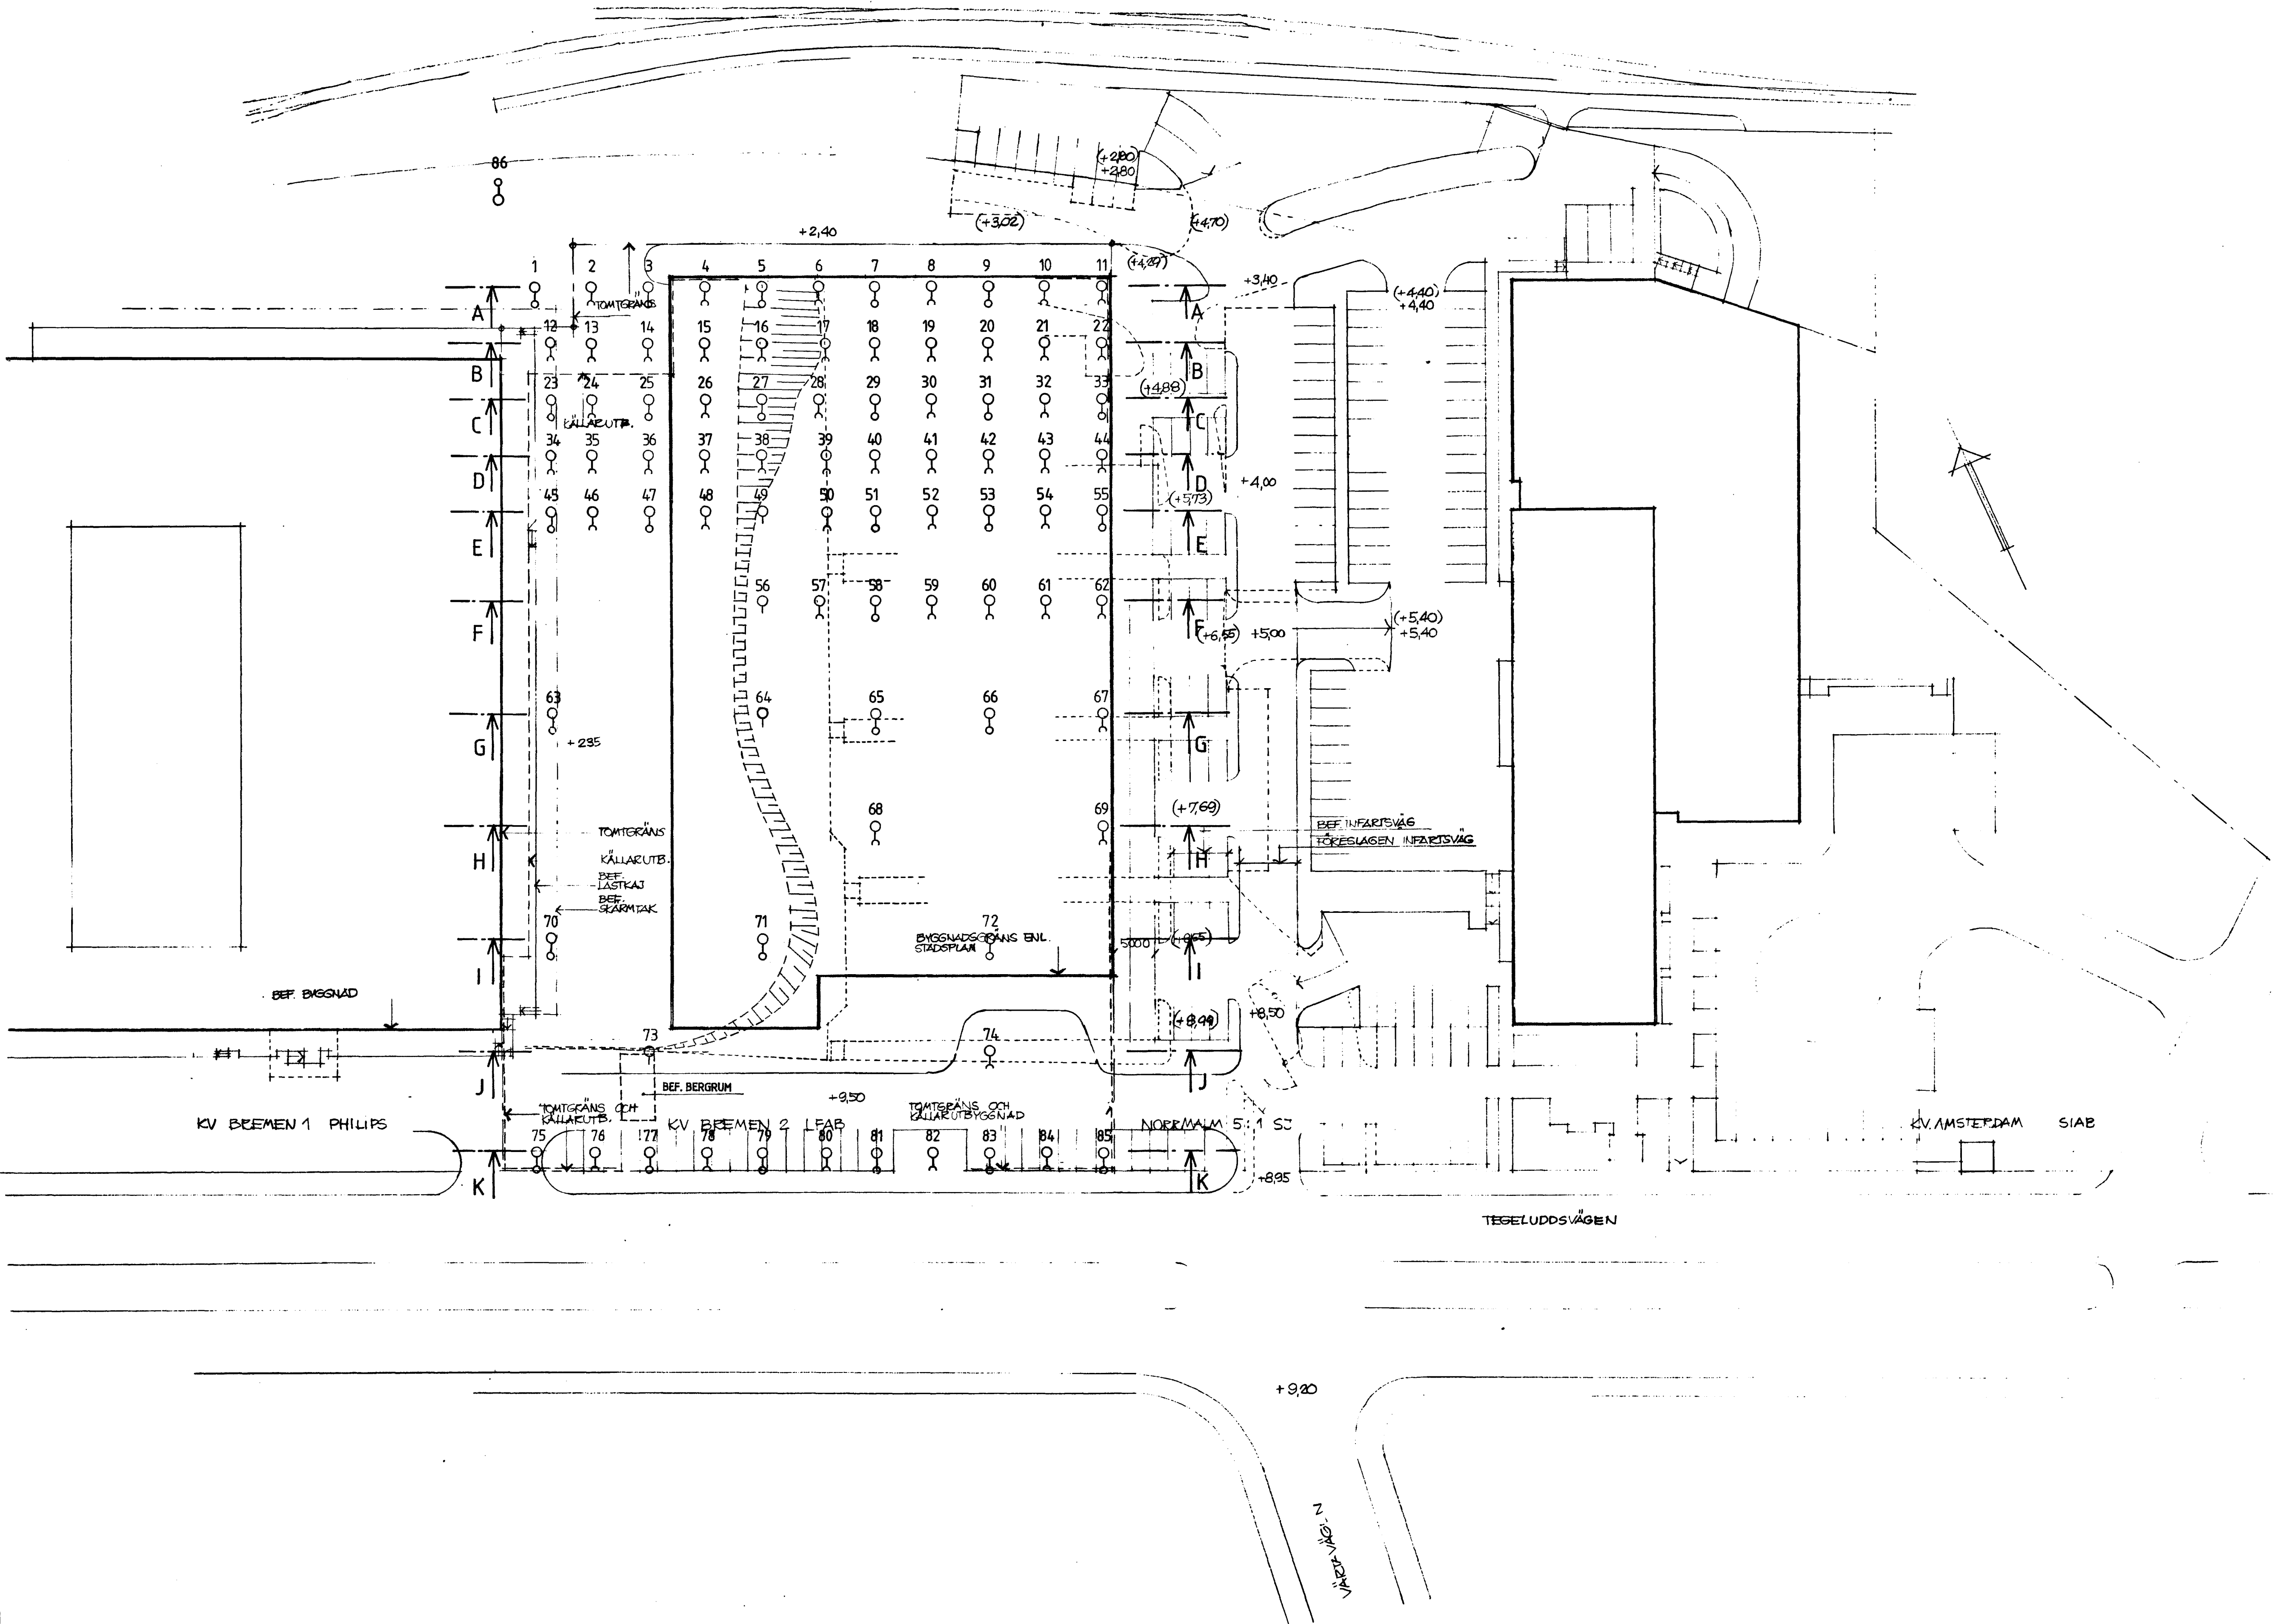 86
(+2,80)
+2,80
(+3,02)
(+4,70)
+2,40
1 2 3 4 5 6 7 8 9 10 11
(+4,27)
+3,40
(+4,40)
+4,40
TOMTGRÄNS
A A
12 13 14 15 16 17 18 19 20 21 22
B B
23 24 25 26 27 28 29 30 31 32 33
(+4,88)
C KÄLLARUTB. C
34 35 36 37 38 39 40 41 42 43 44
D D
+4,00
45 46 47 48 49 50 51 52 53 54 55
(+5,73)
E E
56 57 58 59 60 61 62
(+5,40)
F F (+6,55) +5,00 +5,40
63 64 65 66 67
G +2,35 G
68 69 (+7,69)
TOMTGRÄNS
BEF. INFARTSVÄG
FÖRESLAGEN INFARTSVÄG
H KÄLLARUTB. H
BEF.
LASTKAJ
BEF.
SKÄRMTAK
70 71 72
BYGGNADSGRÄNS ENL.
STADSPLAN
5000
I I
BEF. BYGGNAD
+8,50
73 74
J BEF. BERGRUM J
+9,50
TOMTGRÄNS OCH
KÄLLARUTB.
TOMTGRÄNS OCH
KÄLLARUTBYGGNAD
KV BREMEN 1 PHILIPS KV BREMEN 2 LFAB NORRMALM 5:1 SJ KV. AMSTERDAM SIAB
75 76 77 78 79 80 81 82 83 84 85
K K +8,95
TEGELUDDSVÄGEN
+9,20
VÄRTAVÄGEN